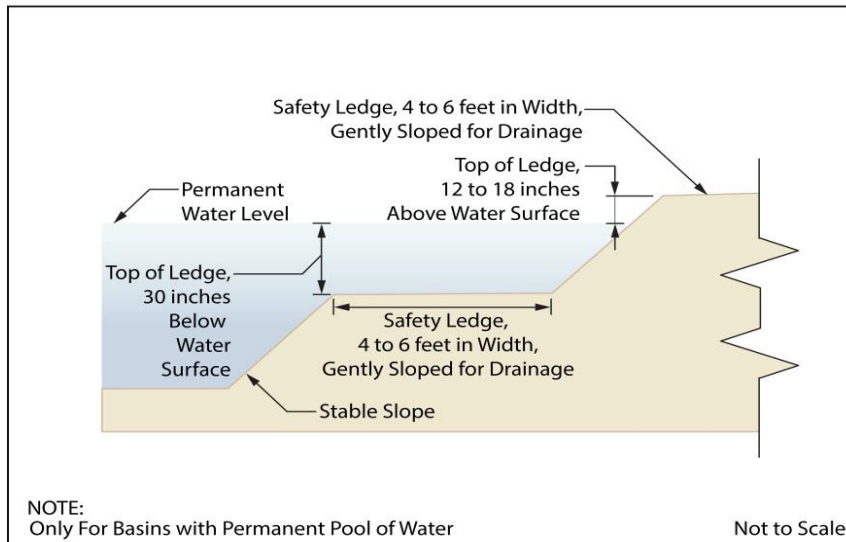 Safety Ledge, 4 to 6 feet in Width,
Gently Sloped for Drainage
Top of Ledge,
12 to 18 inches
Above Water Surface
Permanent
Water Level
Top of Ledge,
30 inches
Below
Water
Surface
Safety Ledge,
4 to 6 feet in Width,
Gently Sloped for Drainage
Stable Slope
NOTE:
Only For Basins with Permanent Pool of Water
Not to Scale